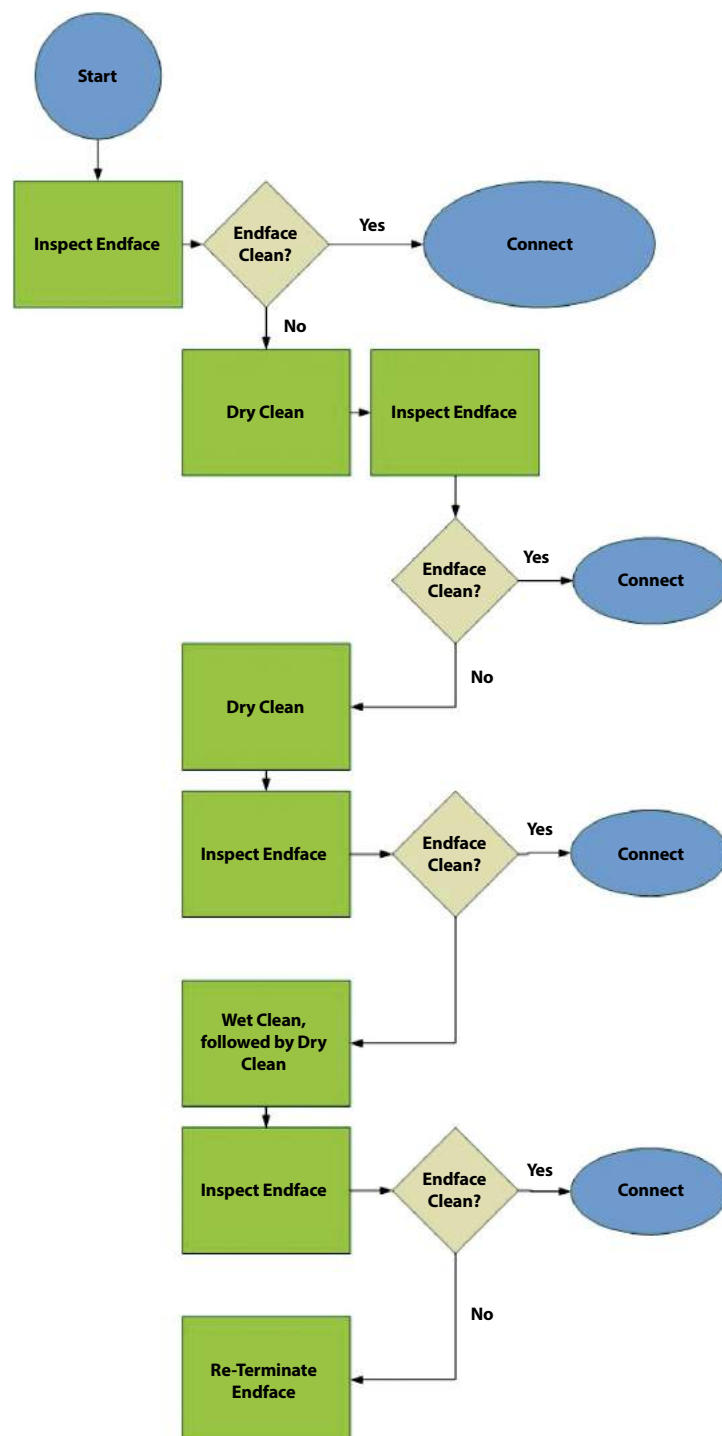 Start
Inspect Endface
Endface
Clean?
Yes
Connect
No
Dry Clean
Inspect Endface
Endface
Clean?
Yes
Connect
No
Dry Clean
Inspect Endface
Endface
Clean?
Yes
Connect
Wet Clean,
followed by Dry
Clean
Inspect Endface
Endface
Clean?
Yes
Connect
No
Re-Terminate
Endface